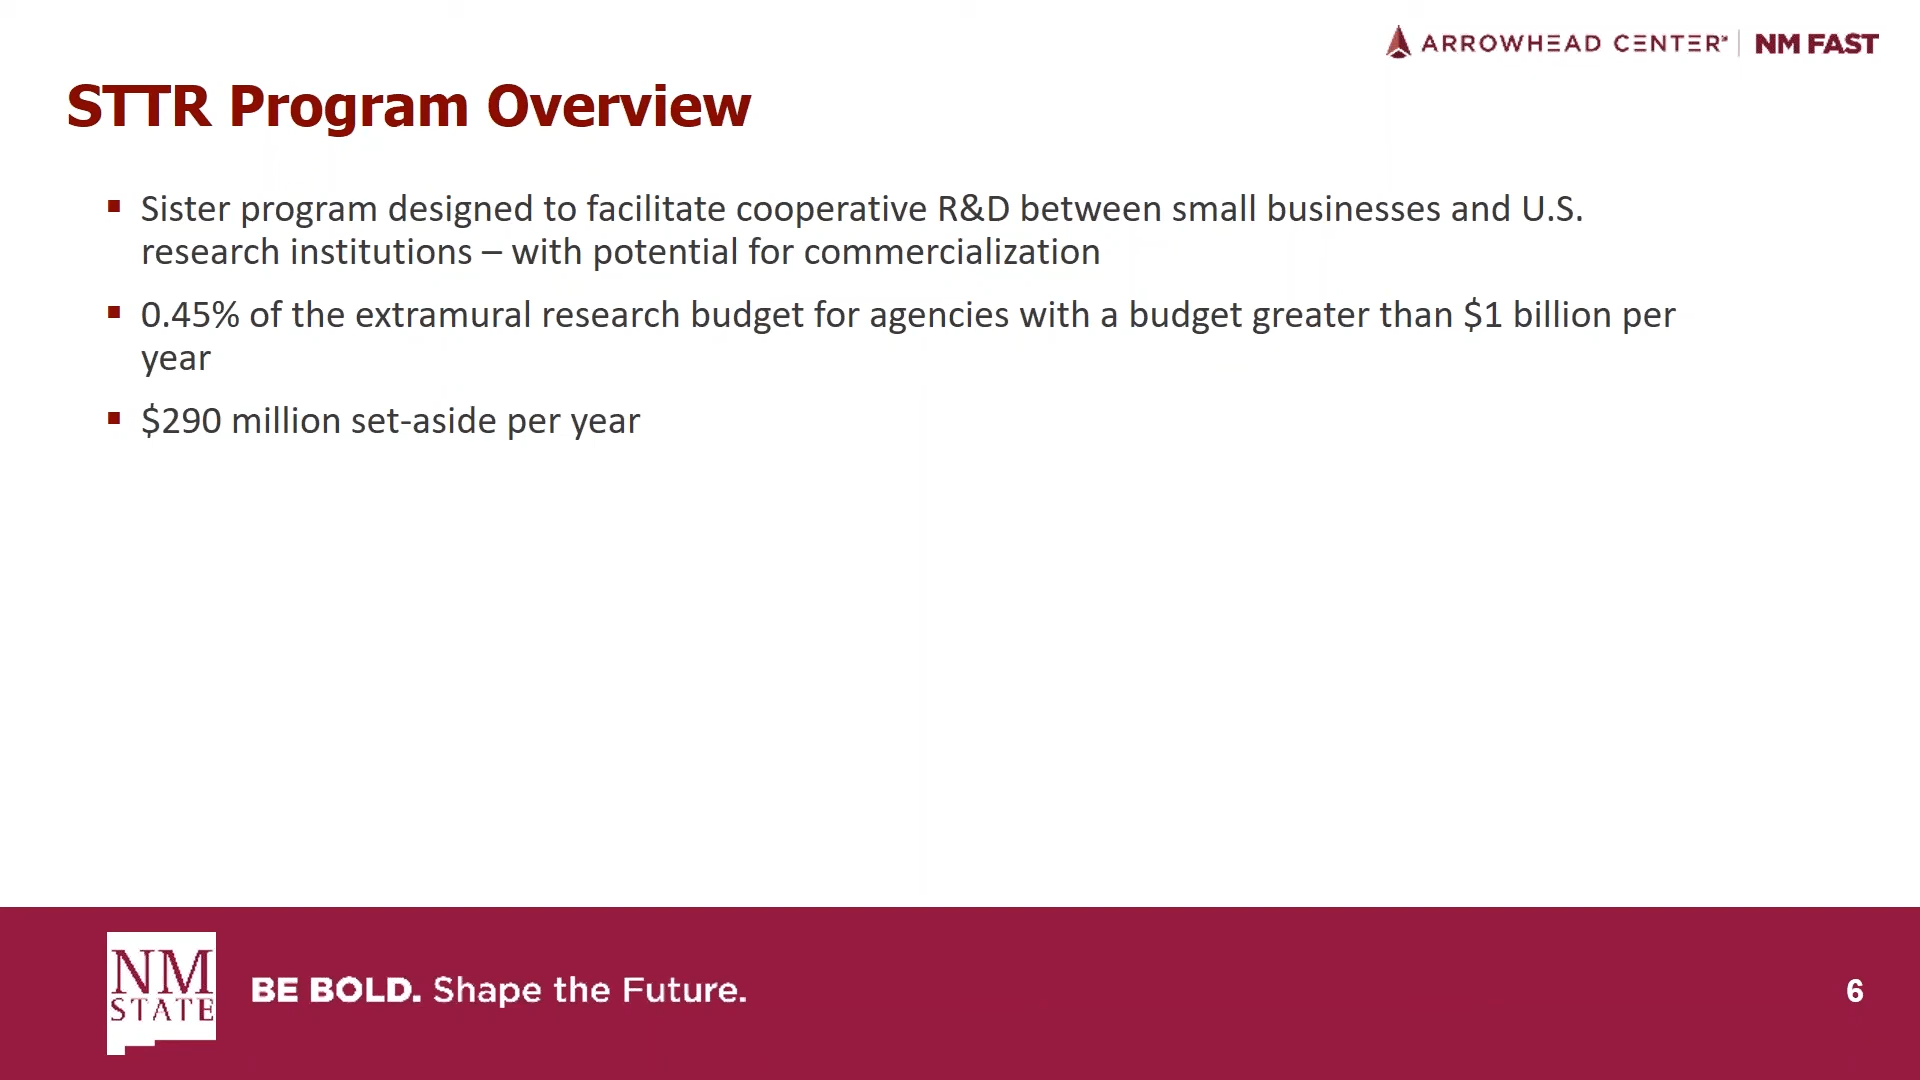 ARROWHEAD CENTER | NM FAST
STTR Program Overview
▪ Sister program designed to facilitate cooperative R&D between small businesses and U.S.
research institutions – with potential for commercialization
▪ 0.45% of the extramural research budget for agencies with a budget greater than $1 billion per
year
▪ $290 million set-aside per year
NM
STATE
BE BOLD. Shape the Future.
6